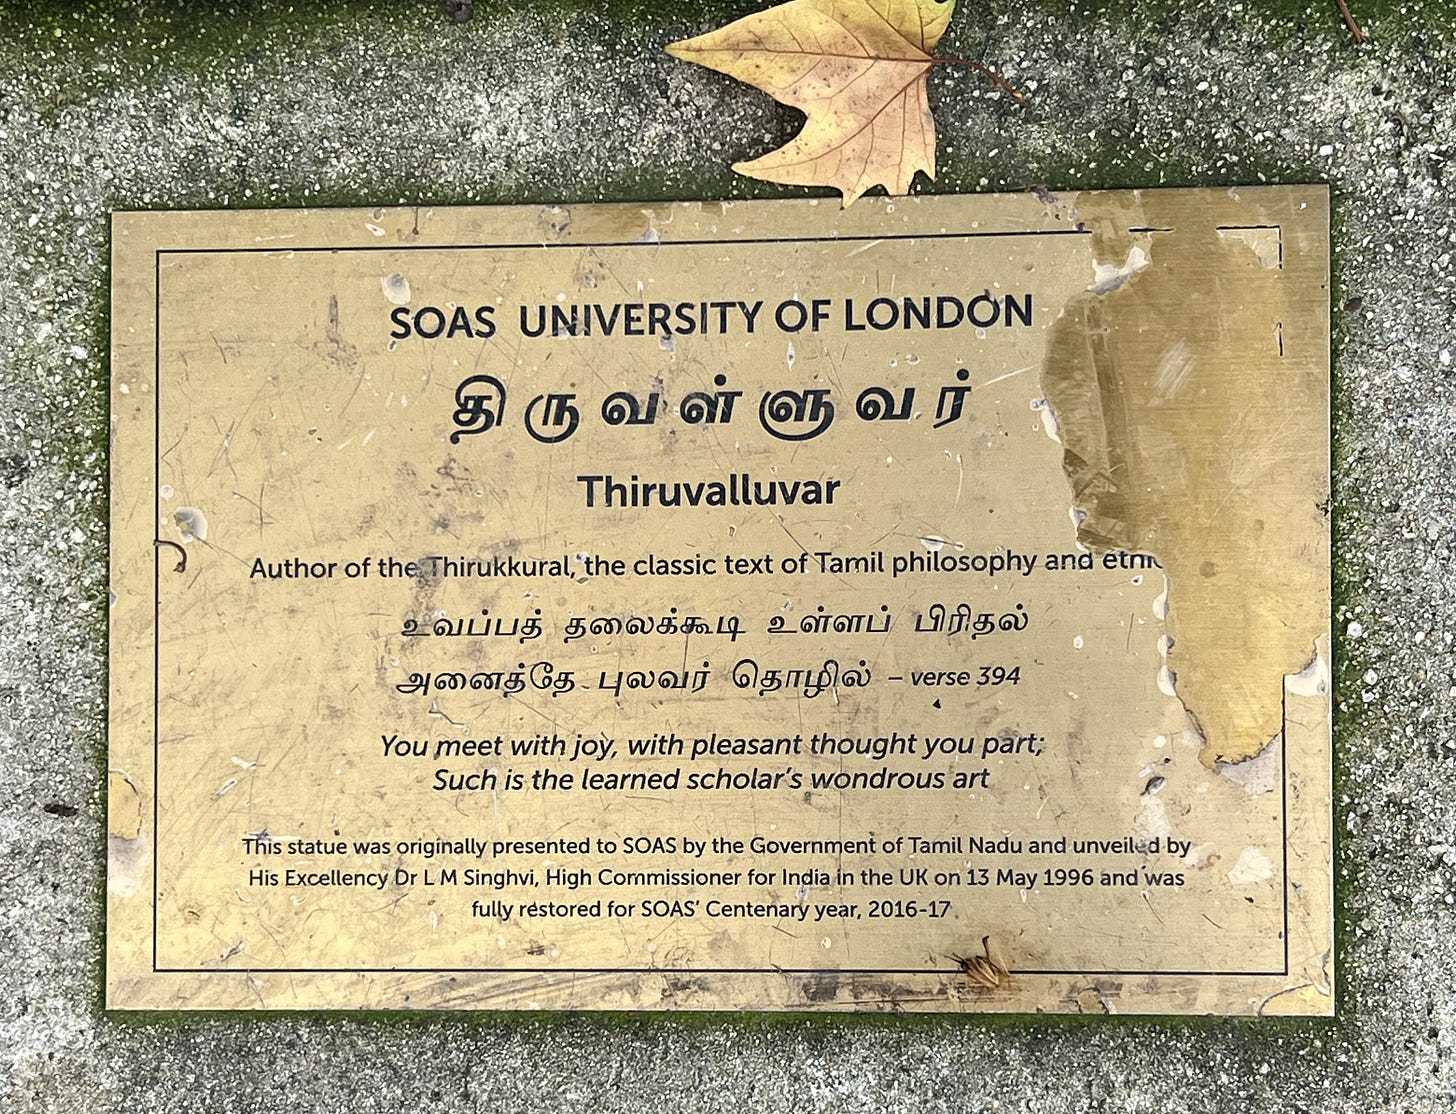 SOAS UNIVERSITY OF LONDON
திருவள்ளுவர்
Thiruvalluvar
Author of the Thirukkural, the classic text of Tamil philosophy and
உவப்பத் தலைக்கூடி உள்ளப் பிரிதல்
அனைத்தே புலவர் தொழில் – verse 394
You meet with joy, with pleasant thought you part;
Such is the learned scholar's wondrous art
This statue was originally presented to SOAS by the Government of Tamil Nadu and unveiled by
His Excellency Dr L M Singhvi, High Commissioner for India in the UK on 13 May 1996 and was
fully restored for SOAS' Centenary year, 2016-17